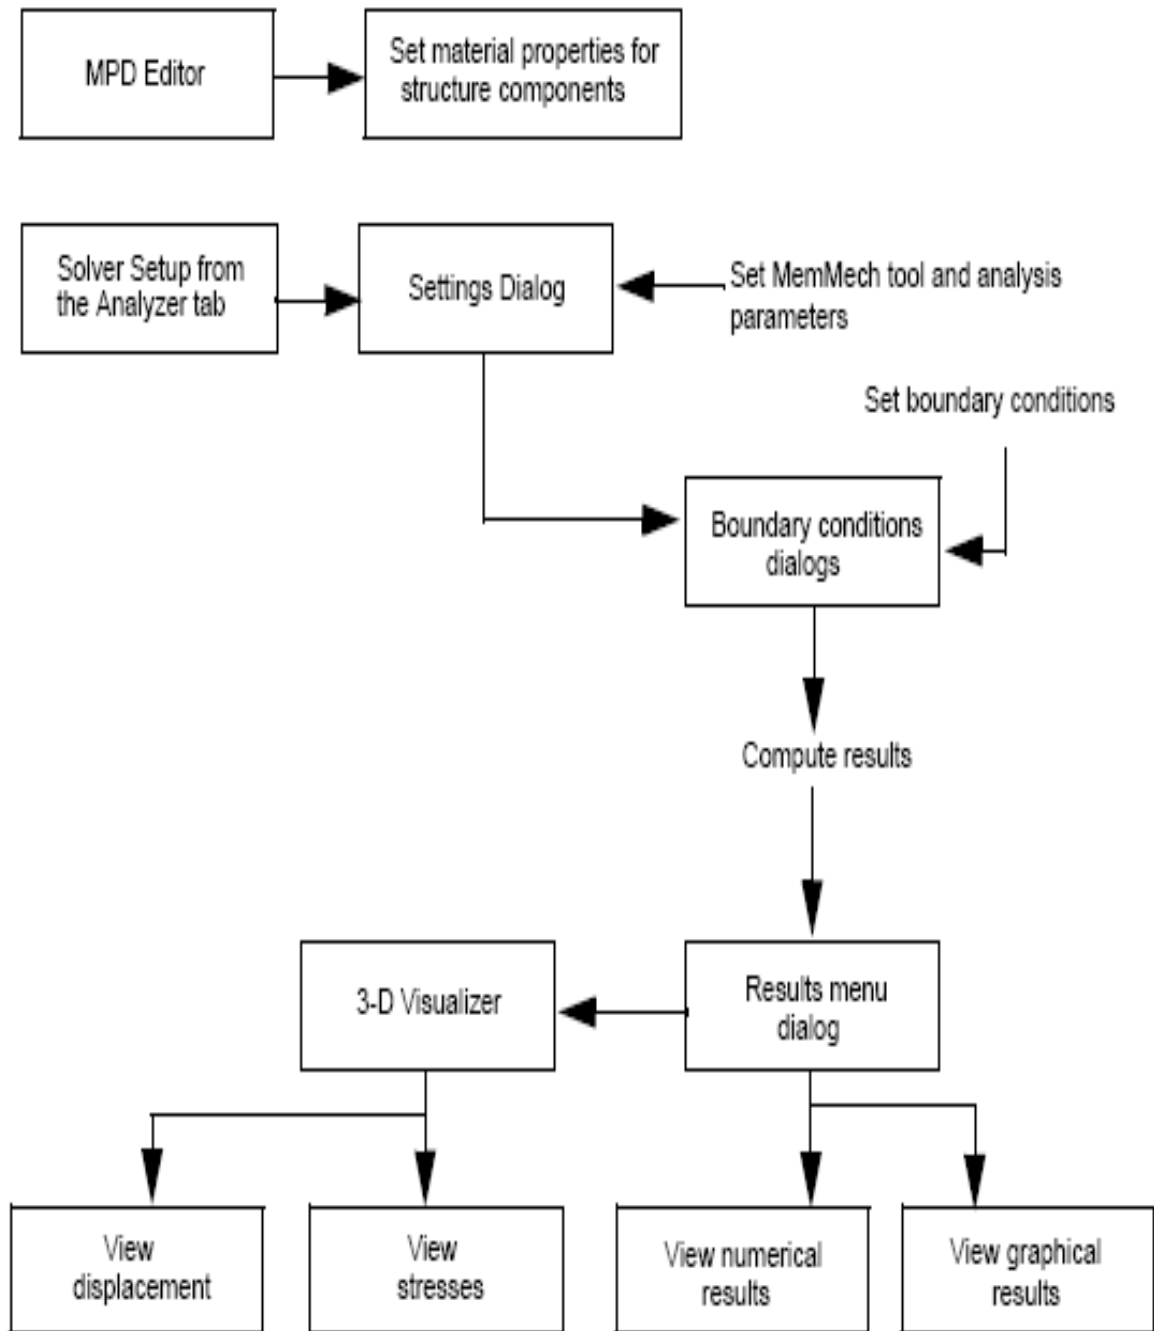 MPD Editor
Set material properties for
structure components
Solver Setup from
the Analyzer tab
Settings Dialog
Set MemMech tool and analysis
parameters
Set boundary conditions
Boundary conditions
dialogs
Compute results
3-D Visualizer
Results menu
dialog
View
displacement
View
stresses
View numerical
results
View graphical
results